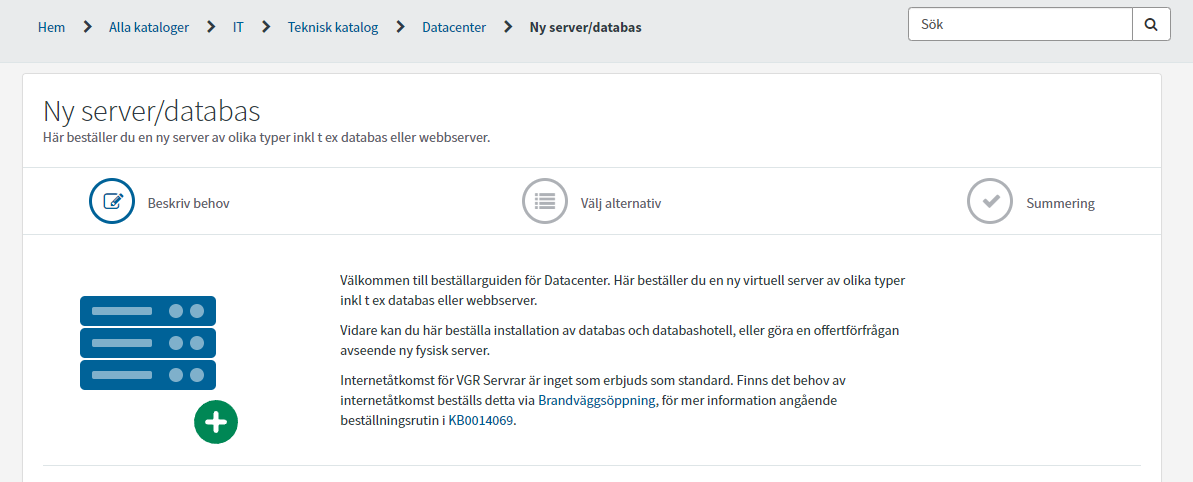 Hem > Alla kataloger > IT > Teknisk katalog > Datacenter > Ny server/databas
Sök
Ny server/databas
Här beställer du en ny server av olika typer inkl t ex databas eller webbserver.
Beskriv behov
Välj alternativ
Summering
Välkommen till beställarguiden för Datacenter. Här beställer du en ny virtuell server av olika typer
inkl t ex databas eller webbserver.
Vidare kan du här beställa installation av databas och databashotell, eller göra en offertförfrågan
avseende ny fysisk server.
Internetåtkomst för VGR Servrar är inget som erbjuds som standard. Finns det behov av
internetåtkomst beställs detta via Brandväggsöppning, för mer information angående
beställningsrutin i KB0014069.